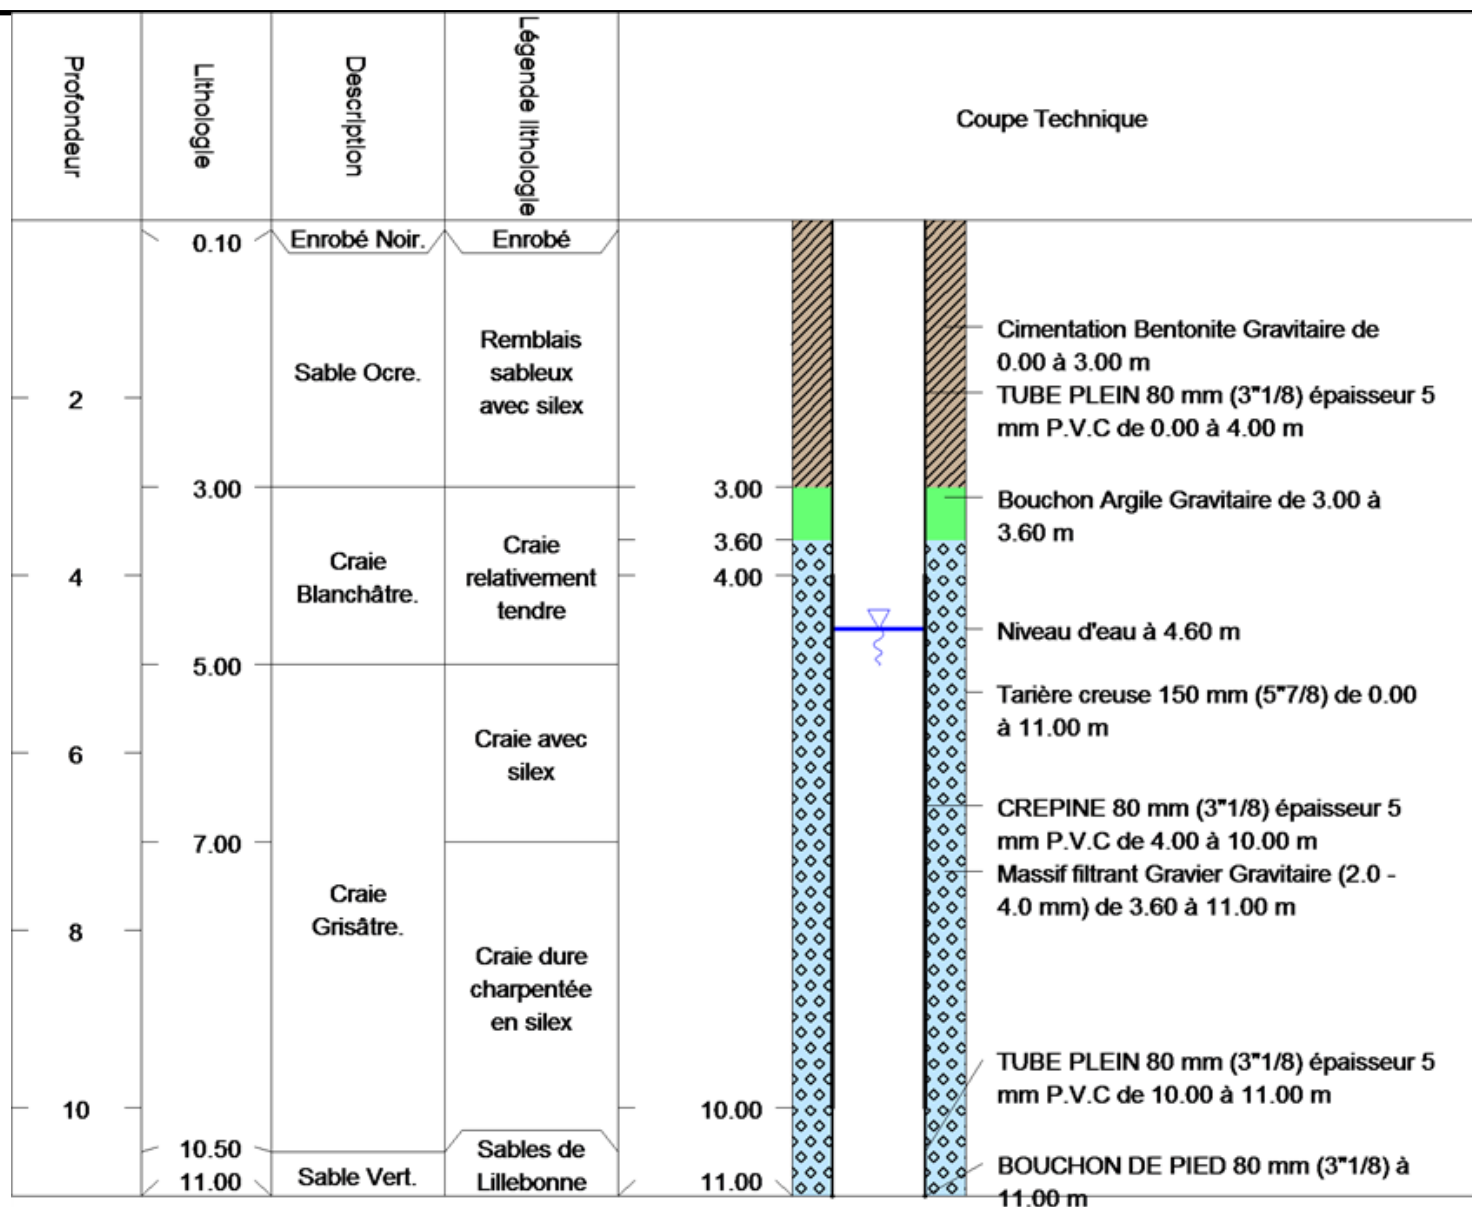 Profondeur
Lithologie
Description
Légende lithologie
Coupe Technique
0.10
Enrobé Noir.
Enrobé
Remblais
sableux
avec silex
Sable Ocre.
2
Cimentation Bentonite Gravitaire de
0.00 à 3.00 m
TUBE PLEIN 80 mm (3"1/8) épaisseur 5
mm P.V.C de 0.00 à 4.00 m
3.00
3.00
Bouchon Argile Gravitaire de 3.00 à
3.60 m
3.60
4
Craie
Blanchâtre.
Craie
relativement
tendre
4.00
Niveau d'eau à 4.60 m
5.00
Tarière creuse 150 mm (5"7/8) de 0.00
à 11.00 m
6
Craie avec
silex
CREPINE 80 mm (3"1/8) épaisseur 5
mm P.V.C de 4.00 à 10.00 m
7.00
Massif filtrant Gravier Gravitaire (2.0 -
4.0 mm) de 3.60 à 11.00 m
Craie
Grisâtre.
8
Craie dure
charpentée
en silex
TUBE PLEIN 80 mm (3"1/8) épaisseur 5
mm P.V.C de 10.00 à 11.00 m
10
10.00
10.50
Sables de
Lillebonne
Sable Vert.
11.00
11.00
BOUCHON DE PIED 80 mm (3"1/8) à
11.00 m